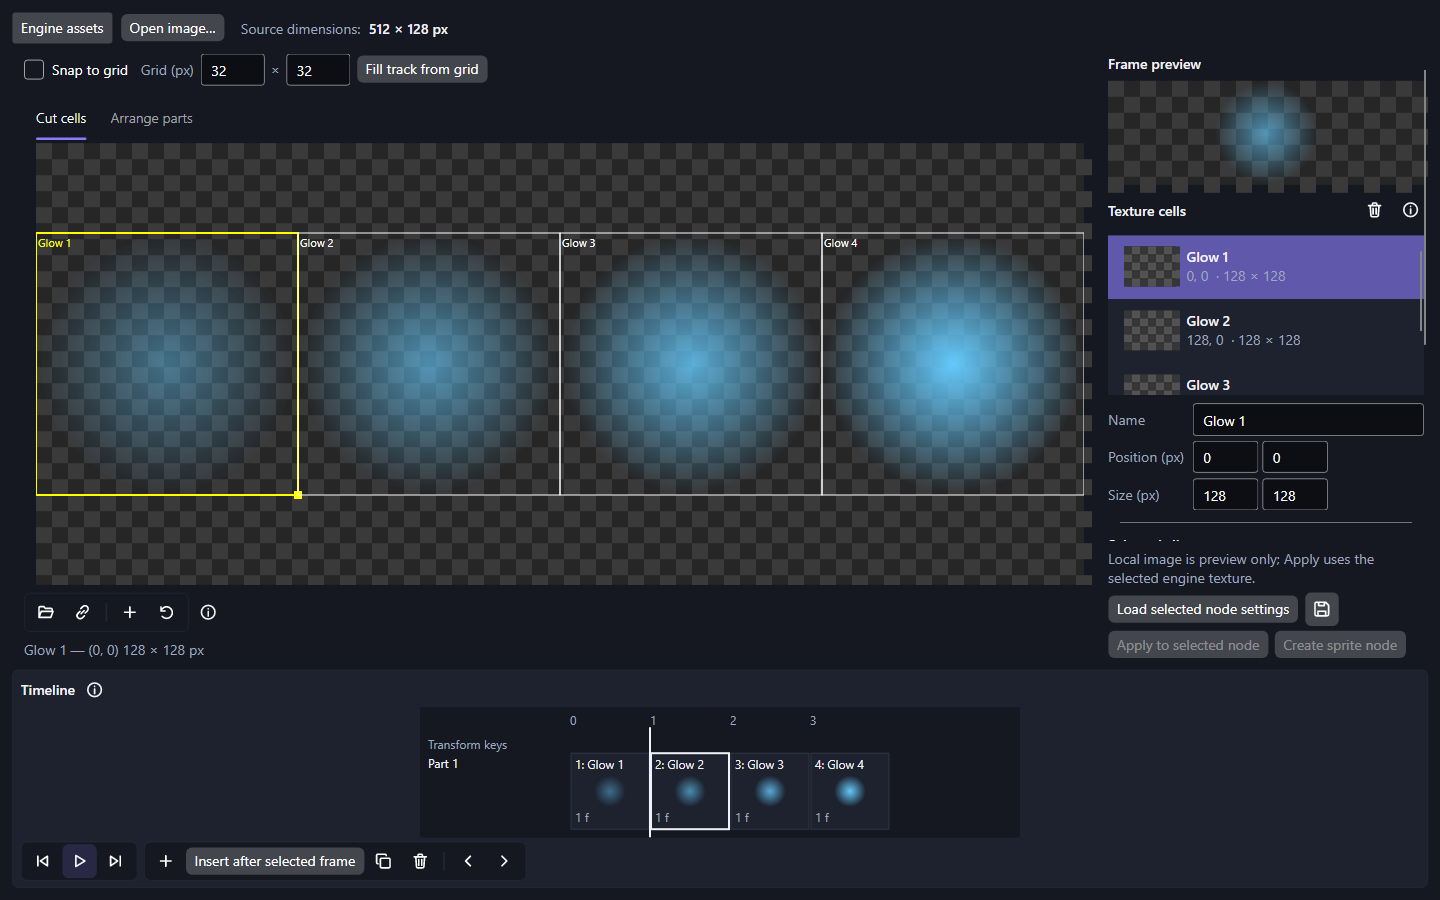 Engine assets
Open image...
Source dimensions: 512 × 128 px
Snap to grid
Grid (px)
32
×
32
Fill track from grid
Cut cells
Arrange parts
Glow 1
Glow 2
Glow 3
Glow 4
Glow 1 — (0, 0) 128 × 128 px
Frame preview
Texture cells
Glow 1
0, 0 · 128 × 128
Glow 2
128, 0 · 128 × 128
Glow 3
Name
Glow 1
Position (px)
0
0
Size (px)
128
128
Local image is preview only; Apply uses the
selected engine texture.
Load selected node settings
Apply to selected node
Create sprite node
Timeline
0
1
2
3
Transform keys
Part 1
1: Glow 1
2: Glow 2
3: Glow 3
4: Glow 4
1 f
1 f
1 f
1 f
Insert after selected frame